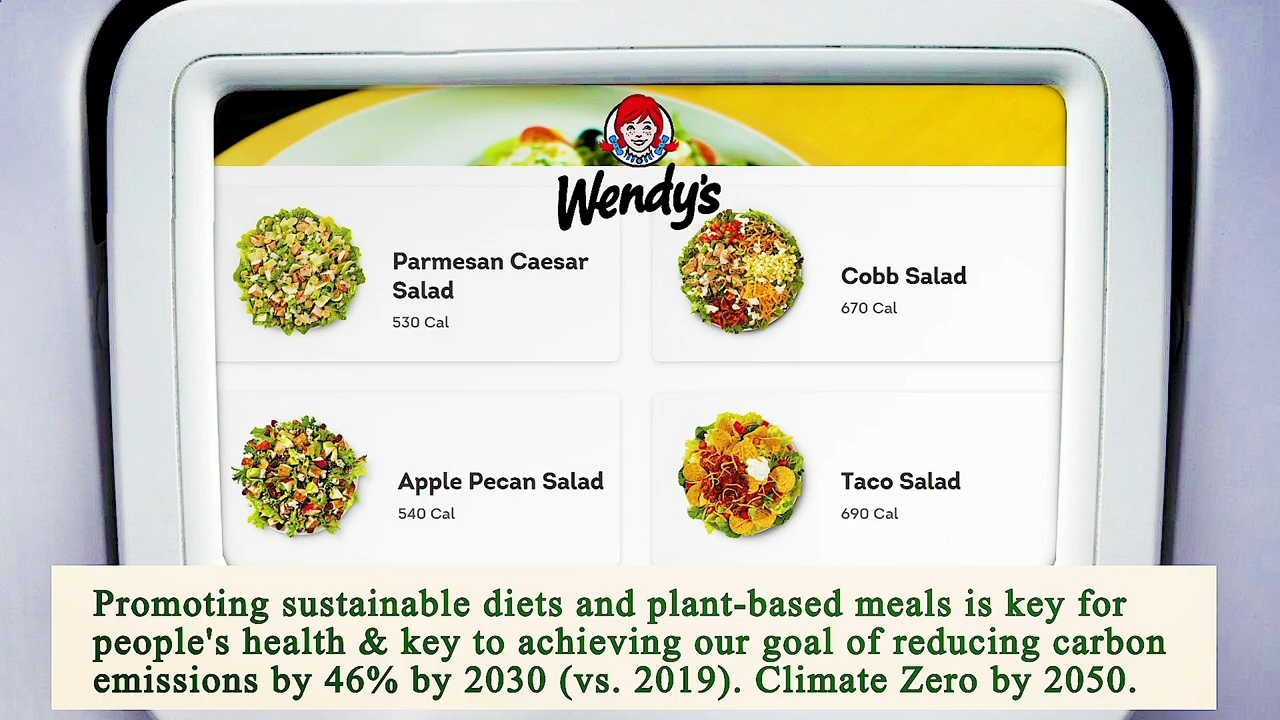 Wendy's
Parmesan Caesar
Salad
530 Cal
Cobb Salad
670 Cal
Apple Pecan Salad
540 Cal
Taco Salad
690 Cal
Promoting sustainable diets and plant-based meals is key for
people's health & key to achieving our goal of reducing carbon
emissions by 46% by 2030 (vs. 2019). Climate Zero by 2050.